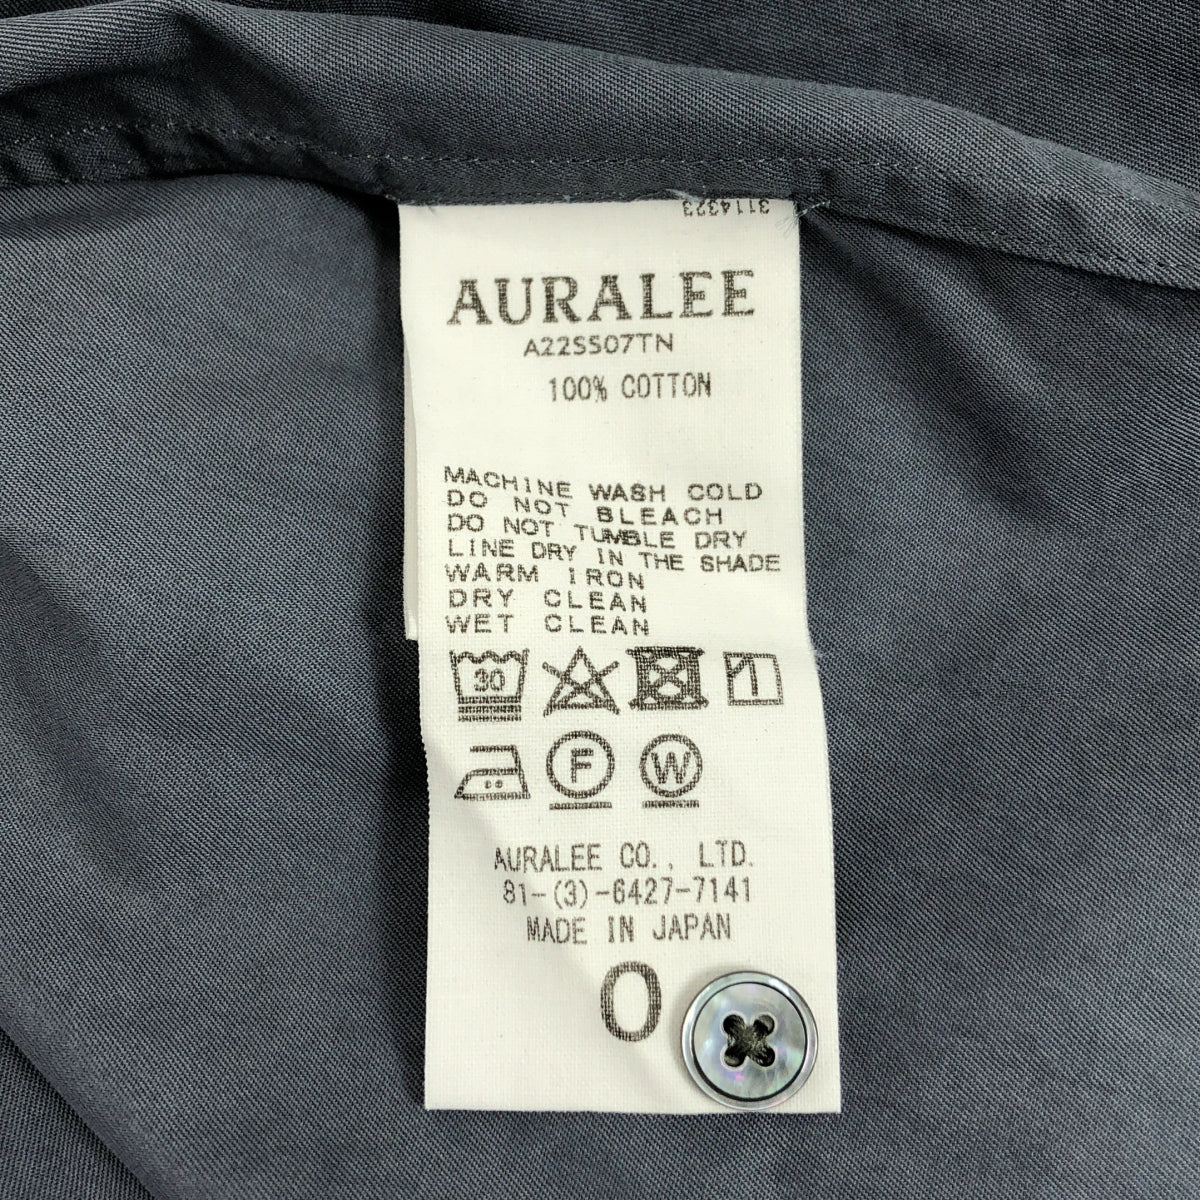 3114323
AURALEE
A22SS07TN
100% COTTON
MACHINE WASH COLD
DO NOT BLEACH
DO NOT TUMBLE DRY
LINE DRY IN THE SHADE
WARM IRON
DRY CLEAN
WET CLEAN
30
F W
AURALEE CO., LTD.
81-(3)-6427-7141
MADE IN JAPAN
0